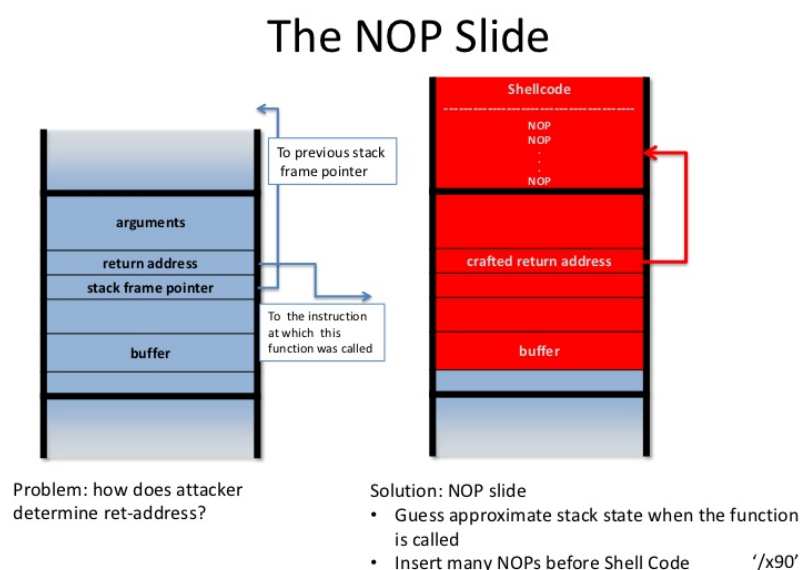 The NOP Slide
Shellcode
NOP
NOP
.
.
.
NOP
To previous stack
frame pointer
arguments
return address
stack frame pointer
To the instruction
at which this
function was called
buffer
crafted return address
buffer
Problem: how does attacker
determine ret-address?
Solution: NOP slide
• Guess approximate stack state when the function
is called
• Insert many NOPs before Shell Code '/x90'